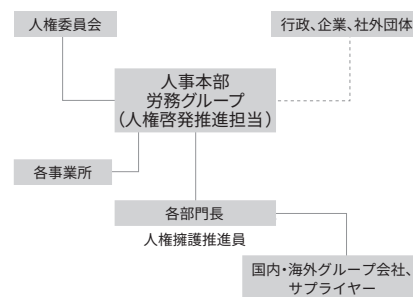 人権委員会
行政、企業、社外団体
人事本部
労務グループ
（人権啓発推進担当）
各事業所
各部門長
人権擁護推進員
国内・海外グループ会社、
サプライヤー